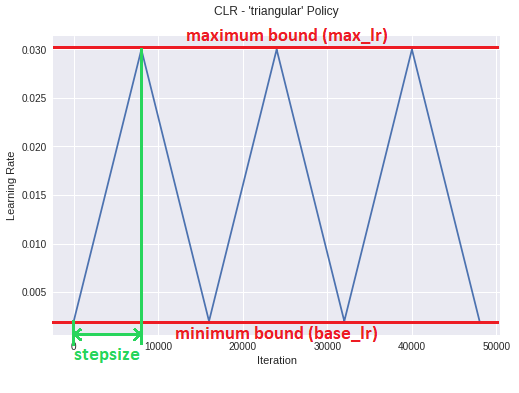 CLR - 'triangular' Policy
maximum bound (max_lr)
0.030
0.025
0.020
0.015
0.010
0.005
Learning Rate
minimum bound (base_lr)
0
10000
20000
30000
40000
50000
stepsize
Iteration